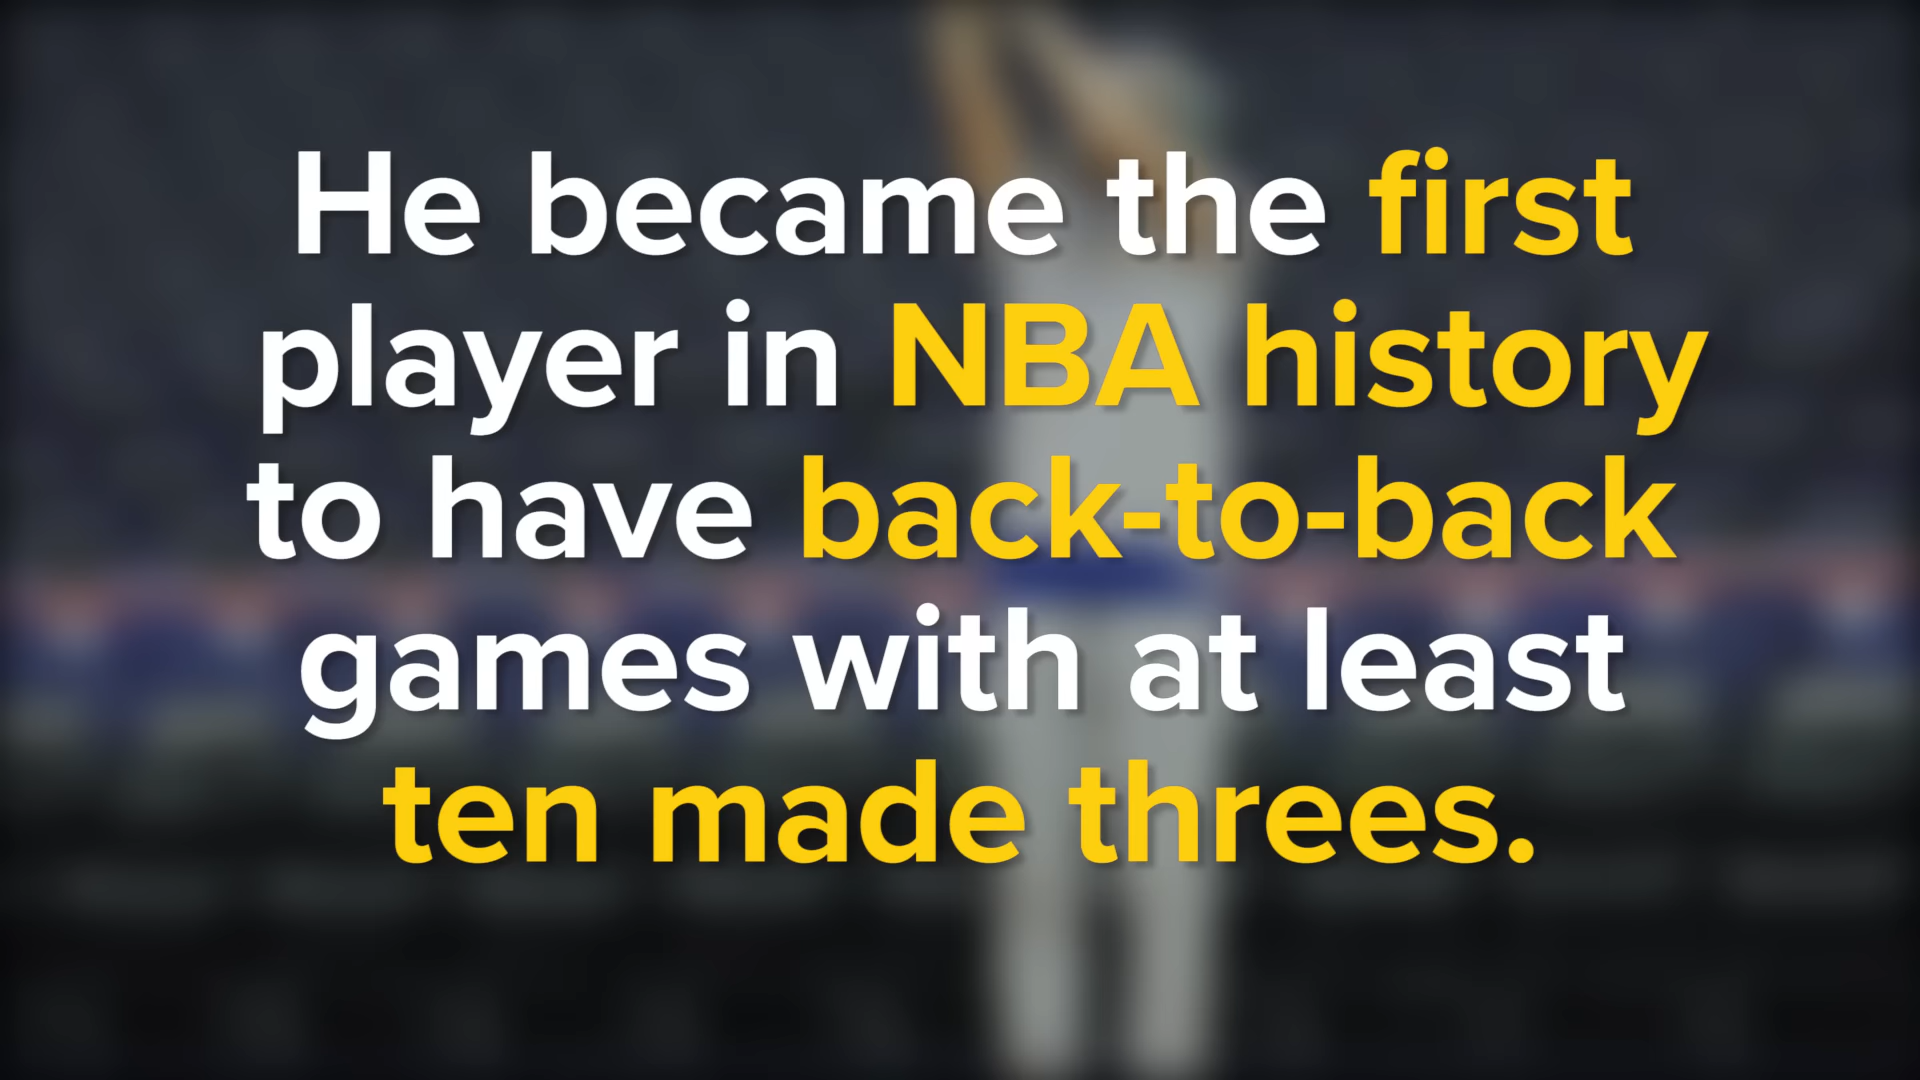 He became the first
player in NBA history
to have back-to-back
games with at least
ten made threes.